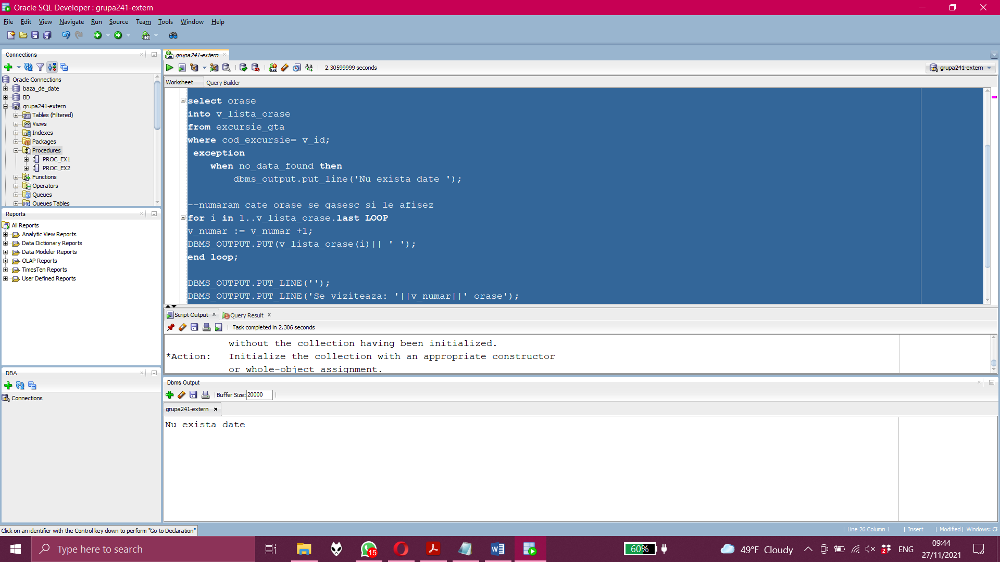 Oracle SQL Developer : grupa241-extern
File Edit View Navigate Run Source Team Tools Window Help
Connections
Oracle Connections
baza_de_date
BD
grupa241-extern
Tables (Filtered)
Views
Indexes
Packages
Procedures
PROC_EX1
PROC_EX2
Functions
Operators
Queues
Queues Tables
Reports
All Reports
Analytic View Reports
Data Dictionary Reports
Data Modeler Reports
OLAP Reports
TimesTen Reports
User Defined Reports
DBA
Connections
grupa241-extern
2.30599999 seconds
grupa241-extern
Worksheet Query Builder
select orase
into v_lista_orase
from excursie_gta
where cod_excursie= v_id;
exception
when no_data_found then
dbms_output.put_line('Nu exista date ');
--numaram cate orase se gasesc si le afisez
for i in 1..v_lista_orase.last LOOP
v_numar := v_numar +1;
DBMS_OUTPUT.PUT(v_lista_orase(i)|| ' ');
end loop;
DBMS_OUTPUT.PUT_LINE('');
DBMS_OUTPUT.PUT_LINE('Se viziteaza: '||v_numar||' orase');
Script Output x Query Result x
Task completed in 2.306 seconds
without the collection having been initialized.
*Action: Initialize the collection with an appropriate constructor
or whole-object assignment.
Dbms Output
Buffer Size: 20000
grupa241-extern x
Nu exista date
Click on an identifier with the Control key down to perform "Go to Declaration"
Line 26 Column 1 Insert Modified Windows: CF
Type here to search
15
60%
49°F Cloudy
2
ENG
09:44
27/11/2021